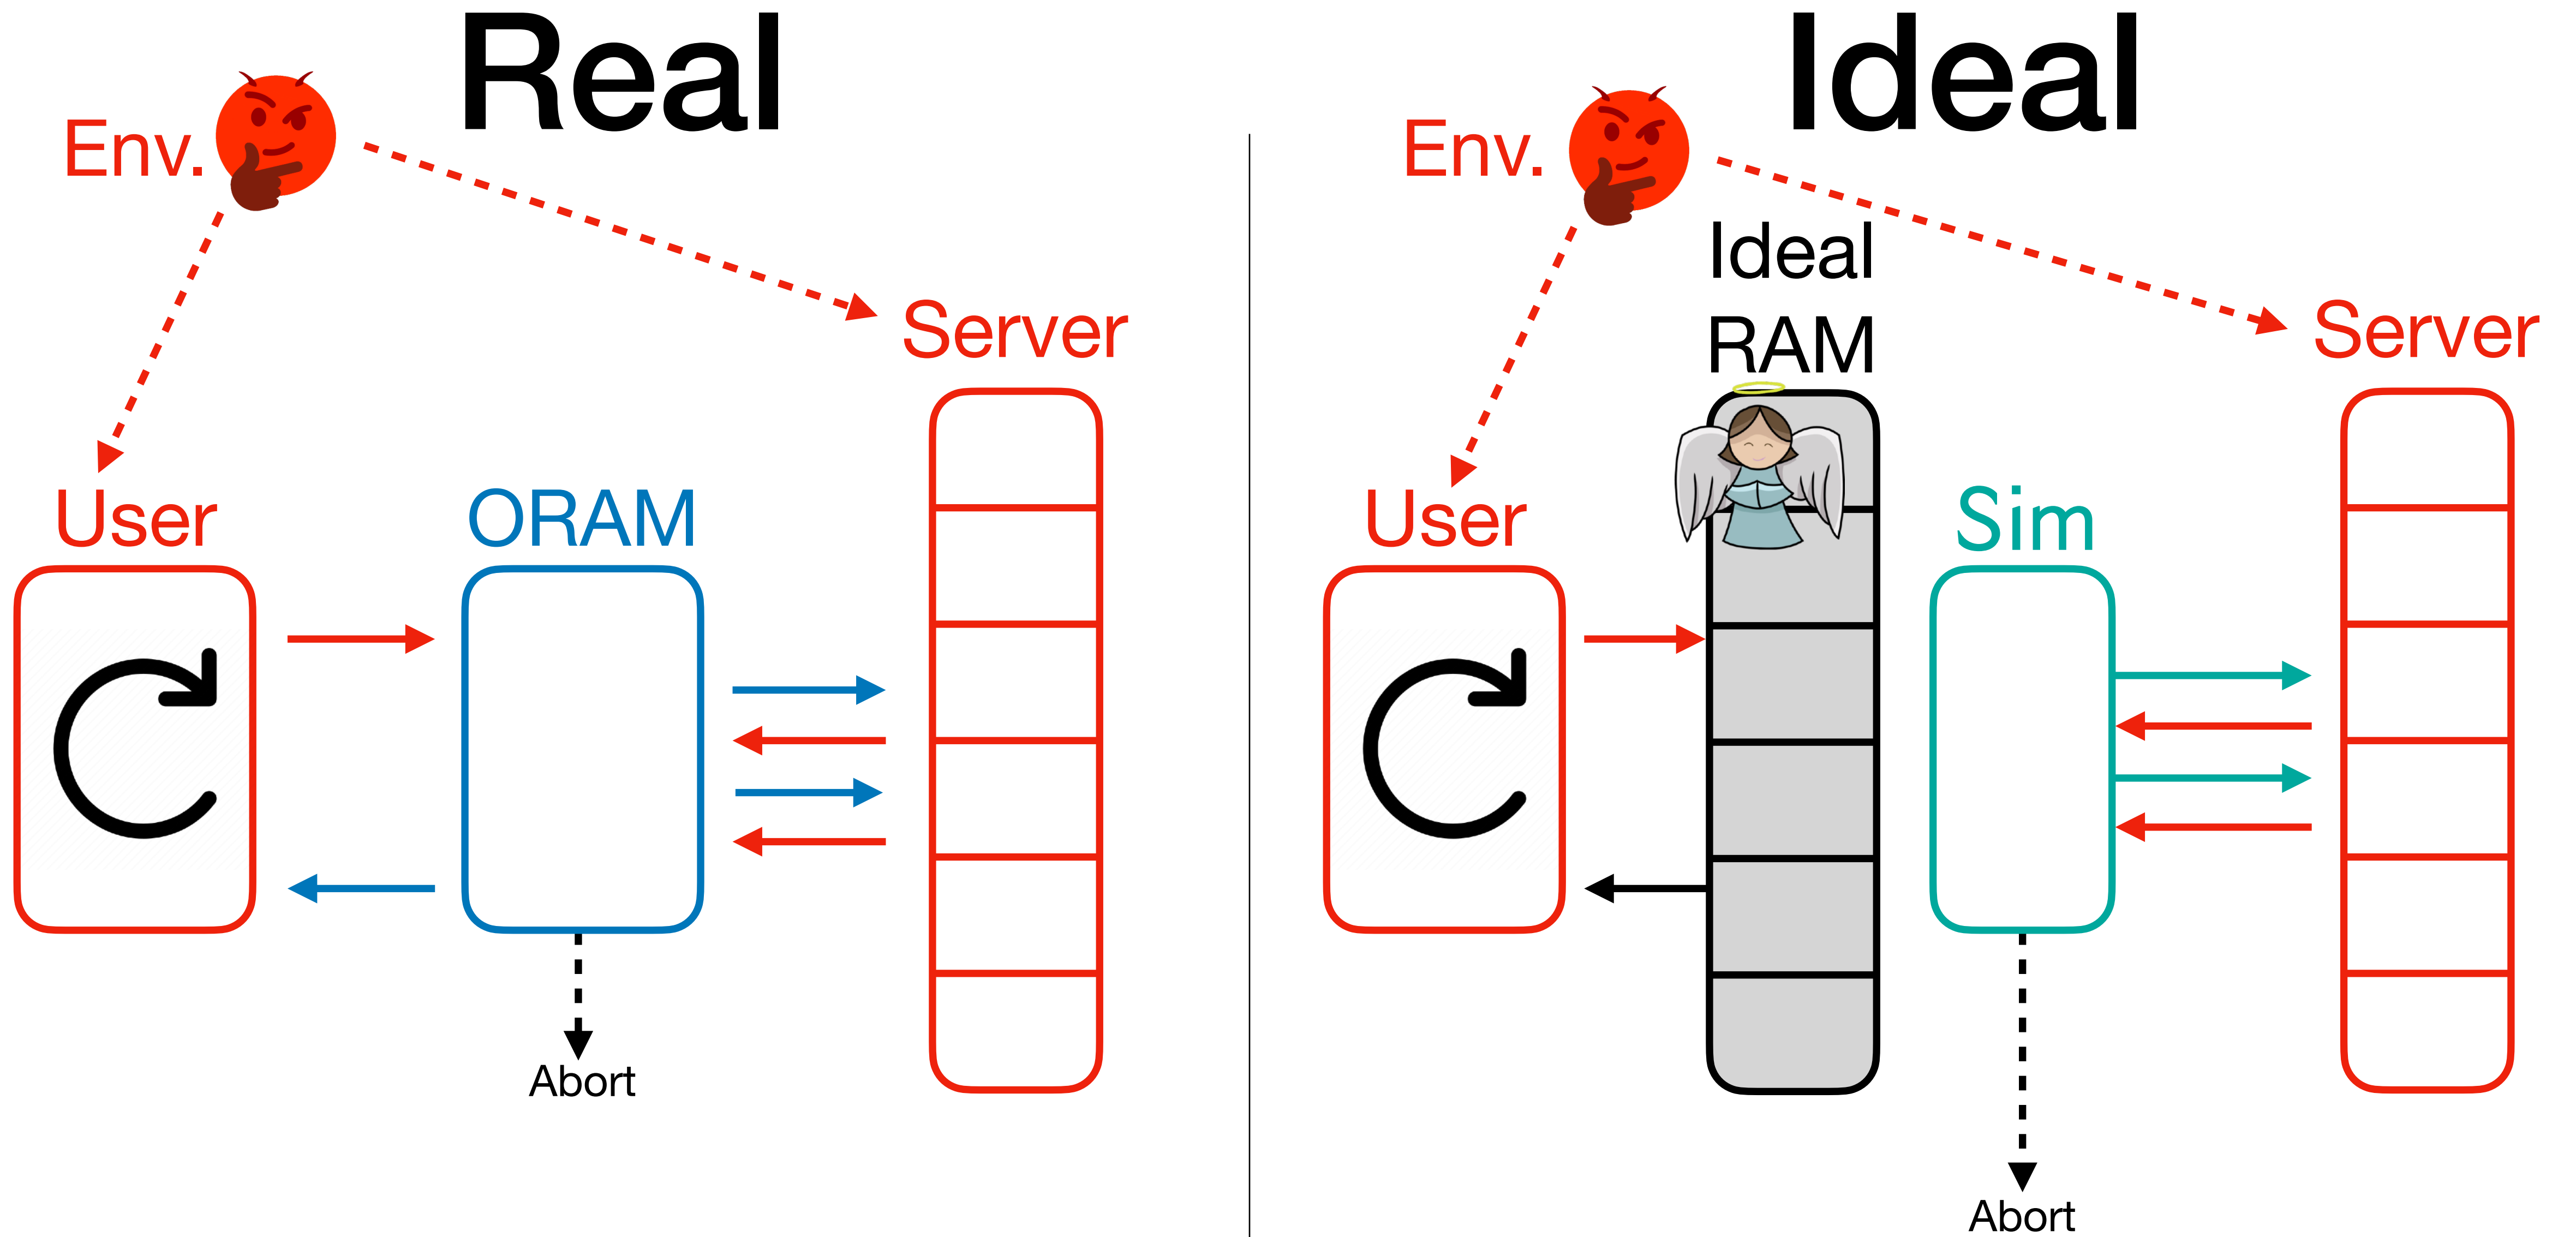 Real
Env.
Server
User
ORAM
Abort
Ideal
Env.
Ideal
RAM
Server
User
Sim
Abort